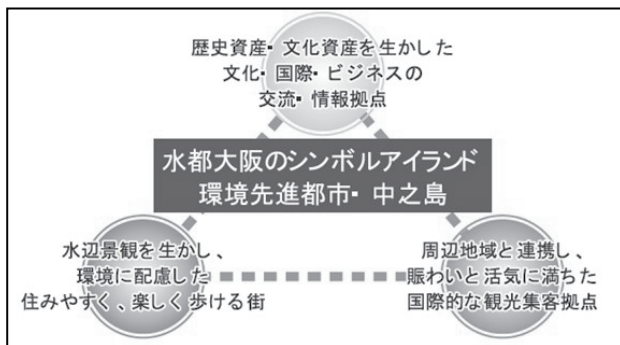 歴史資産・文化資産を生かした
文化・国際・ビジネスの
交流・情報拠点
水都大阪のシンボルアイランド
環境先進都市・中之島
水辺景観を生かし、
環境に配慮した
住みやすく、楽しく歩ける街
周辺地域と連携し、
賑わいと活気に満ちた
国際的な観光集客拠点